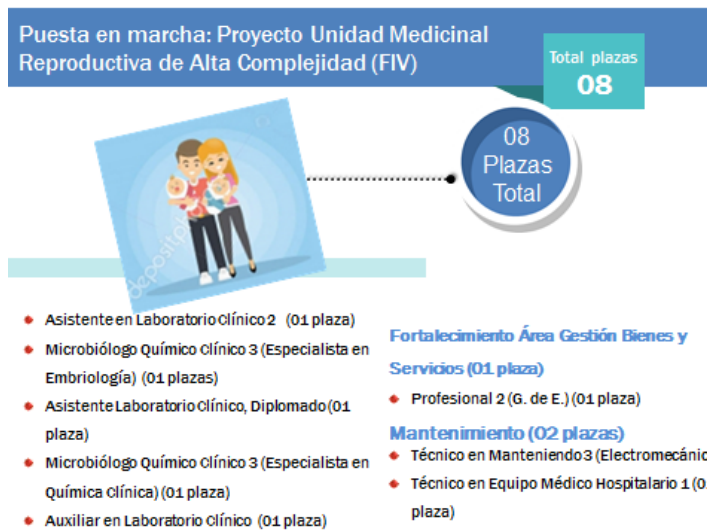 Puesta en marcha: Proyecto Unidad Medicinal
Reproductiva de Alta Complejidad (FIV)
Total plazas
08
08
Plazas
Total
depositp
Asistente en Laboratorio Clínico 2 (01 plaza)
Microbiólogo Químico Clínico 3 (Especialista en
Embriología) (01 plazas)
Asistente Laboratorio Clínico, Diplomado (01
plaza)
Microbiólogo Químico Clínico 3 (Especialista en
Química Clínica) (01 plaza)
Auxiliar en Laboratorio Clínico (01 plaza)
Fortalecimiento Área Gestión Bienes y
Servicios (01 plaza)
Profesional 2 (G. de E.) (01 plaza)
Mantenimiento (02 plazas)
Técnico en Manteniendo 3 (Electromecánic
Técnico en Equipo Médico Hospitalario 1 (0
plaza)